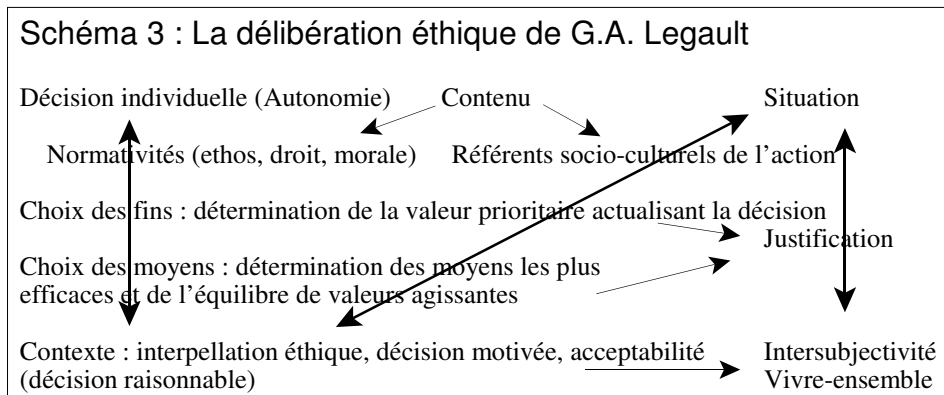 Schéma 3 : La délibération éthique de G.A. Legault
Décision individuelle (Autonomie) Contenu Situation
Normativités (ethos, droit, morale) Référents socio-culturels de l’action
Choix des fins : détermination de la valeur prioritaire actualisant la décision
Justification
Choix des moyens : détermination des moyens les plus
efficaces et de l’équilibre de valeurs agissantes
Contexte : interpellation éthique, décision motivée, acceptabilité Intersubjectivité
(décision raisonnable) Vivre-ensemble